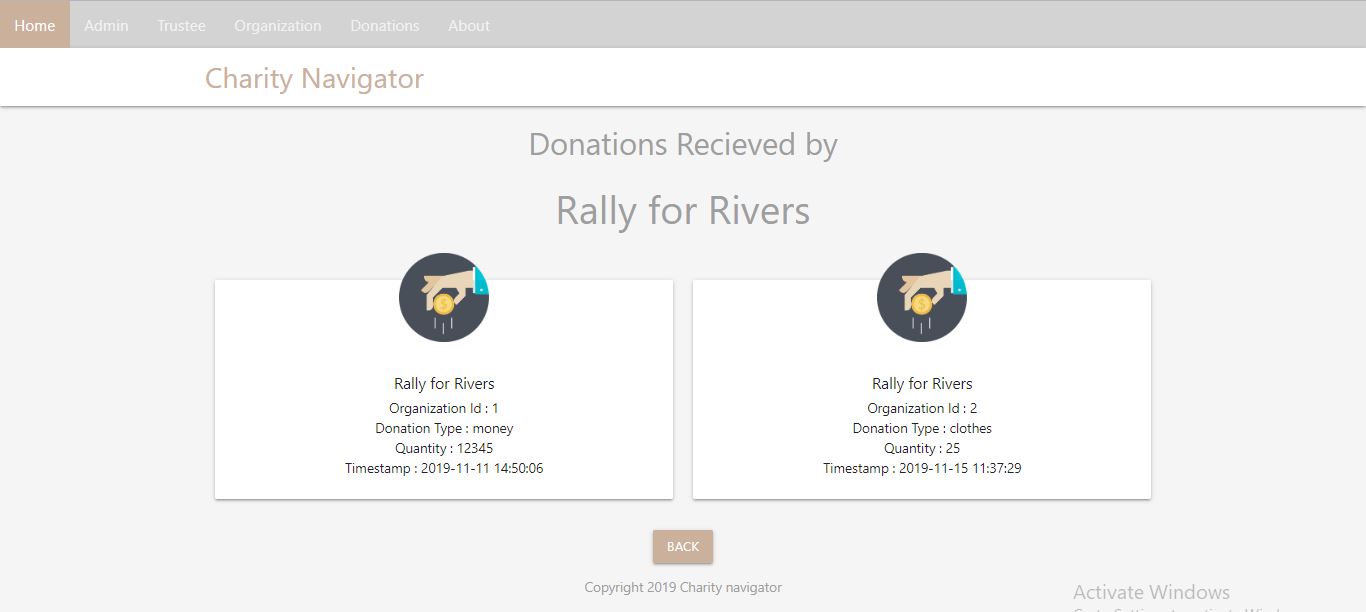 Home Admin Trustee Organization Donations About
Charity Navigator
Donations Recieved by
Rally for Rivers
Rally for Rivers
Organization Id : 1
Donation Type : money
Quantity : 12345
Timestamp : 2019-11-11 14:50:06
Rally for Rivers
Organization Id : 2
Donation Type : clothes
Quantity : 25
Timestamp : 2019-11-15 11:37:29
BACK
Copyright 2019 Charity navigator
Activate Windows